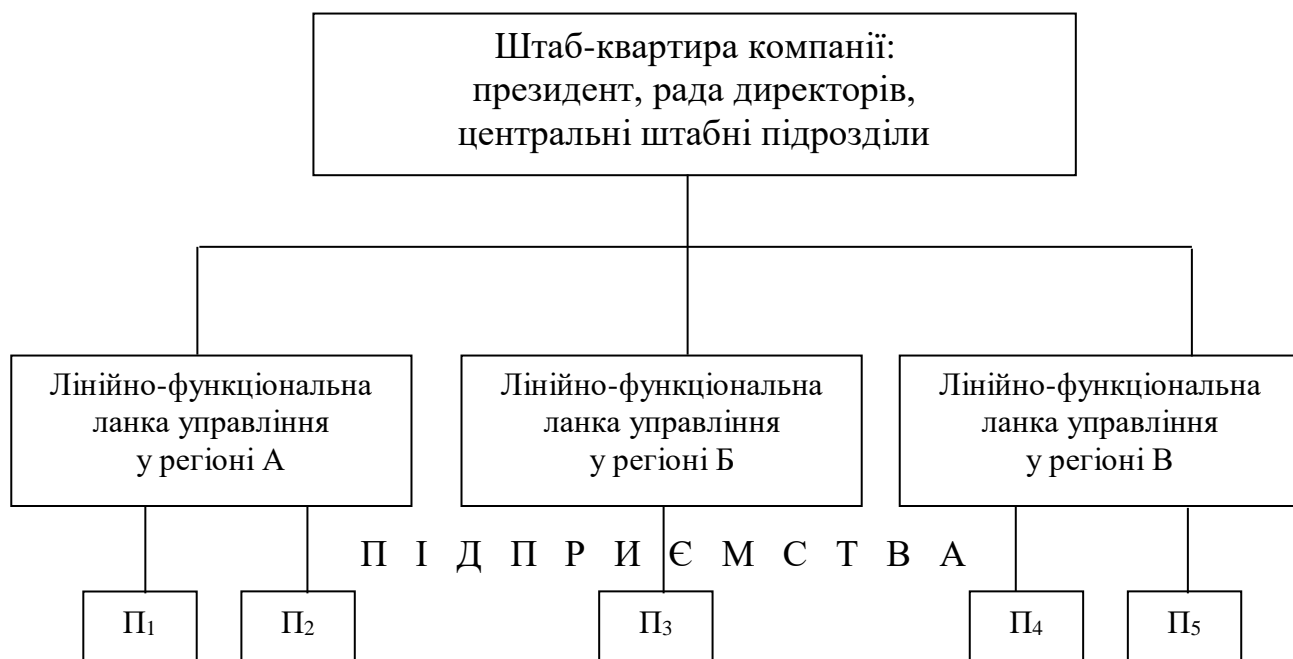 Штаб-квартира компанії:
президент, рада директорів,
центральні штабні підрозділи
Лінійно-функціональна
ланка управління
у регіоні А
Лінійно-функціональна
ланка управління
у регіоні Б
Лінійно-функціональна
ланка управління
у регіоні В
П І Д П Р И Є М С Т В А
П1
П2
П3
П4
П5